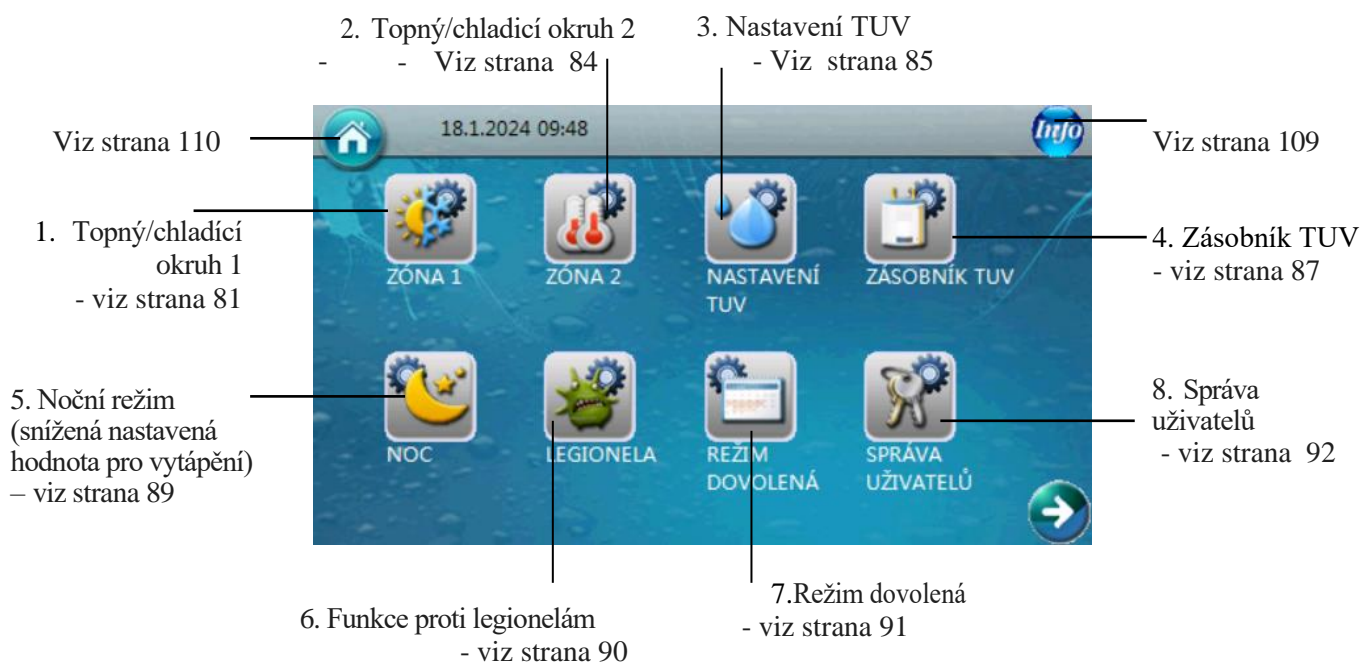 2. Topný/chladicí okruh 2
- - Viz strana 84
3. Nastavení TUV
- Viz strana 85
Viz strana 110
18.1.2024 09:48
Info
Viz strana 109
1. Topný/chladící
okruh 1
- viz strana 81
ZÓNA 1
ZÓNA 2
NASTAVENÍ
TUV
ZÁSOBNÍK TUV
4. Zásobník TUV
- viz strana 87
5. Noční režim
(snížená nastavená
hodnota pro vytápění)
– viz strana 89
NOC
LEGIONELA
REŽIM
DOVOLENÁ
SPRÁVA
UŽIVATELŮ
8. Správa
uživatelů
- viz strana 92
6. Funkce proti legionelám
- viz strana 90
7.Režim dovolená
- viz strana 91